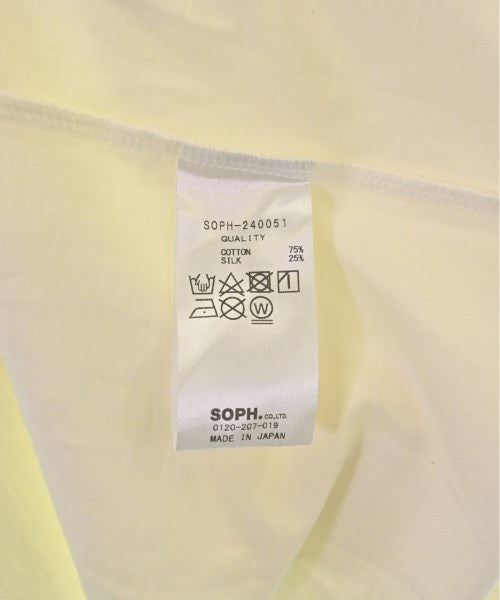 SOPH-240051
QUALITY
COTTON 75%
SILK 25%
W
SOPH.CO.,LTD.
0120-207-019
MADE IN JAPAN